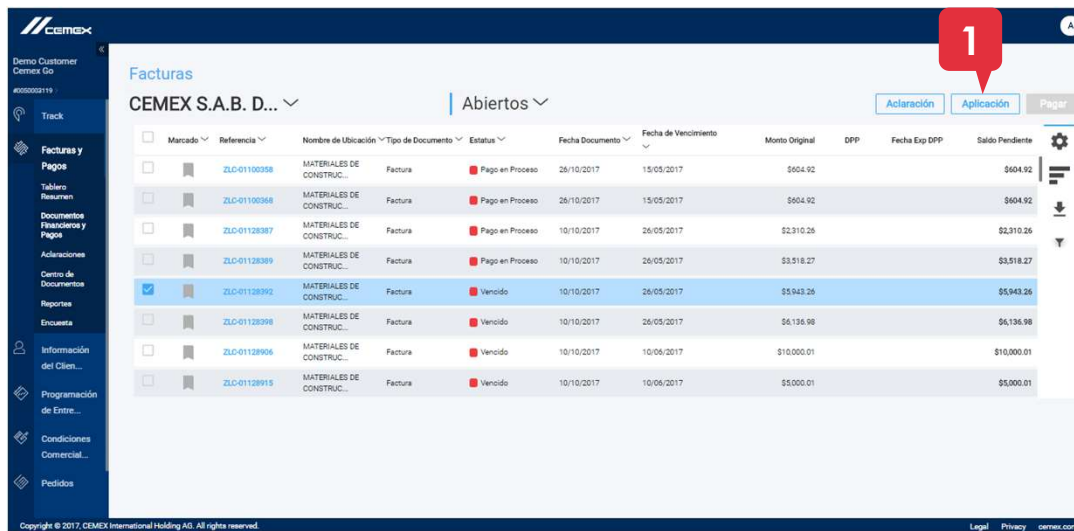 CEMEX
A
1
Demo Customer
Cemex Go
#0050003119
Track
Facturas y
Pagos
Tablero
Resumen
Documentos
Financieros y
Pagos
Aclaraciones
Centro de
Documentos
Reportes
Encuesta
Información
del Clien...
Programación
de Entre...
Condiciones
Comercial...
Pedidos
Facturas
CEMEX S.A.B. D... Abiertos
Aclaración Aplicación Pagar
Marcado Referencia Nombre de Ubicación Tipo de Documento Estatus Fecha Documento Fecha de Vencimiento Monto Original DPP Fecha Exp DPP Saldo Pendiente
ZLC-01100358 MATERIALES DE CONSTRUC... Factura Pago en Proceso 26/10/2017 15/05/2017 $604.92 $604.92
ZLC-01100368 MATERIALES DE CONSTRUC... Factura Pago en Proceso 26/10/2017 15/05/2017 $604.92 $604.92
ZLC-01128387 MATERIALES DE CONSTRUC... Factura Pago en Proceso 10/10/2017 26/05/2017 $2,310.26 $2,310.26
ZLC-01128389 MATERIALES DE CONSTRUC... Factura Pago en Proceso 10/10/2017 26/05/2017 $3,518.27 $3,518.27
ZLC-01128392 MATERIALES DE CONSTRUC... Factura Vencido 10/10/2017 26/05/2017 $5,943.26 $5,943.26
ZLC-01128398 MATERIALES DE CONSTRUC... Factura Vencido 10/10/2017 26/05/2017 $6,136.98 $6,136.98
ZLC-01128906 MATERIALES DE CONSTRUC... Factura Vencido 10/10/2017 10/06/2017 $10,000.01 $10,000.01
ZLC-01128915 MATERIALES DE CONSTRUC... Factura Vencido 10/10/2017 10/06/2017 $5,000.01 $5,000.01
Copyright © 2017, CEMEX International Holding AG. All rights reserved. Legal Privacy cemex.com